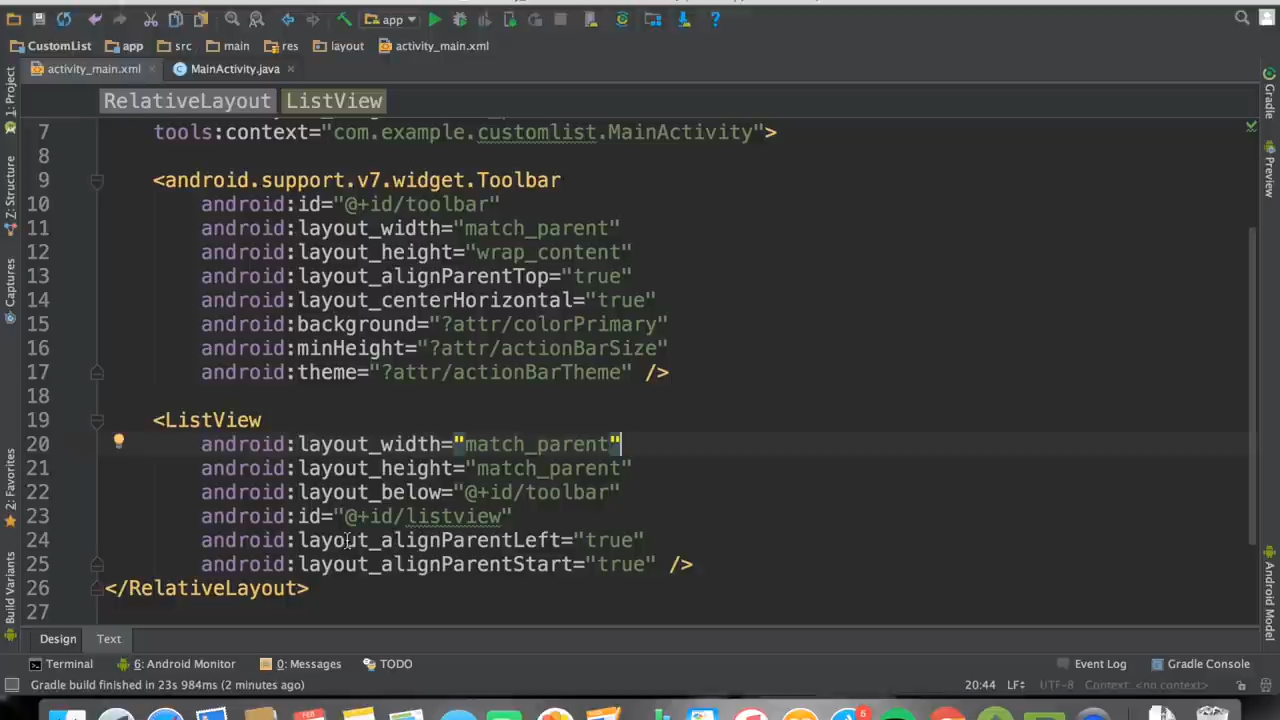 app
CustomList app src main res layout activity_main.xml
activity_main.xml MainActivity.java
RelativeLayout ListView
7 tools:context="com.example.customlist.MainActivity">
8
9 <android.support.v7.widget.Toolbar
10 android:id="@+id/toolbar"
11 android:layout_width="match_parent"
12 android:layout_height="wrap_content"
13 android:layout_alignParentTop="true"
14 android:layout_centerHorizontal="true"
15 android:background="?attr/colorPrimary"
16 android:minHeight="?attr/actionBarSize"
17 android:theme="?attr/actionBarTheme" />
18
19 <ListView
20 android:layout_width="match_parent"
21 android:layout_height="match_parent"
22 android:layout_below="@+id/toolbar"
23 android:id="@+id/listview"
24 android:layout_alignParentLeft="true"
25 android:layout_alignParentStart="true" />
26 </RelativeLayout>
27
1: Project
Z: Structure
Captures
2: Favorites
Build Variants
Gradle
Preview
Android Model
Design Text
Terminal 6: Android Monitor 0: Messages TODO Event Log Gradle Console
Gradle build finished in 23s 984ms (2 minutes ago) 20:44 LF÷ UTF-8 Context: <no context>
6